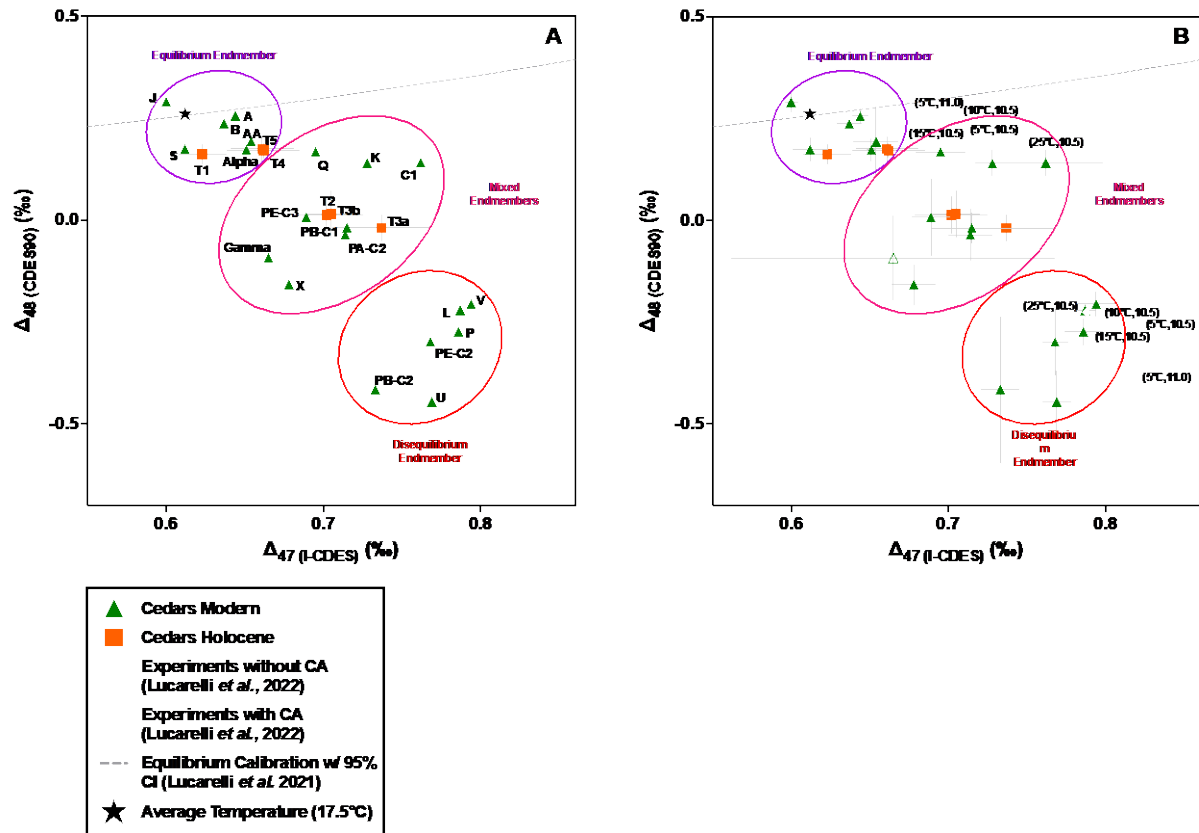 0.5
0.0
-0.5
Δ48 (CDES90) (‰)
0.6
0.7
0.8
Δ47 (I-CDES) (‰)
A
Equilibrium Endmember
J
A
B
AA
T5
S
T1
Alpha
T4
Q
K
C1
Mixed
Endmembers
PE-C3
T2
T3b
T3a
PB-C1
PA-C2
Gamma
X
V
L
P
PE-C2
PB-C2
U
Disequilibrium
Endmember
0.5
0.0
-0.5
Δ48 (CDES90) (‰)
0.6
0.7
0.8
Δ47 (I-CDES) (‰)
B
Equilibrium Endmember
(5°C,11.0)
(10°C,10.5)
(15°C,10.5)
(5°C,10.5)
(25°C,10.5)
Mixed
Endmembers
(25°C,10.5)
(10°C,10.5)
(5°C,10.5)
(15°C,10.5)
(5°C,11.0)
Disequilibriu
m
Endmember
Cedars Modern
Cedars Holocene
Experiments without CA
(Lucarelli et al., 2022)
Experiments with CA
(Lucarelli et al., 2022)
Equilibrium Calibration w/ 95%
CI (Lucarelli et al. 2021)
Average Temperature (17.5°C)